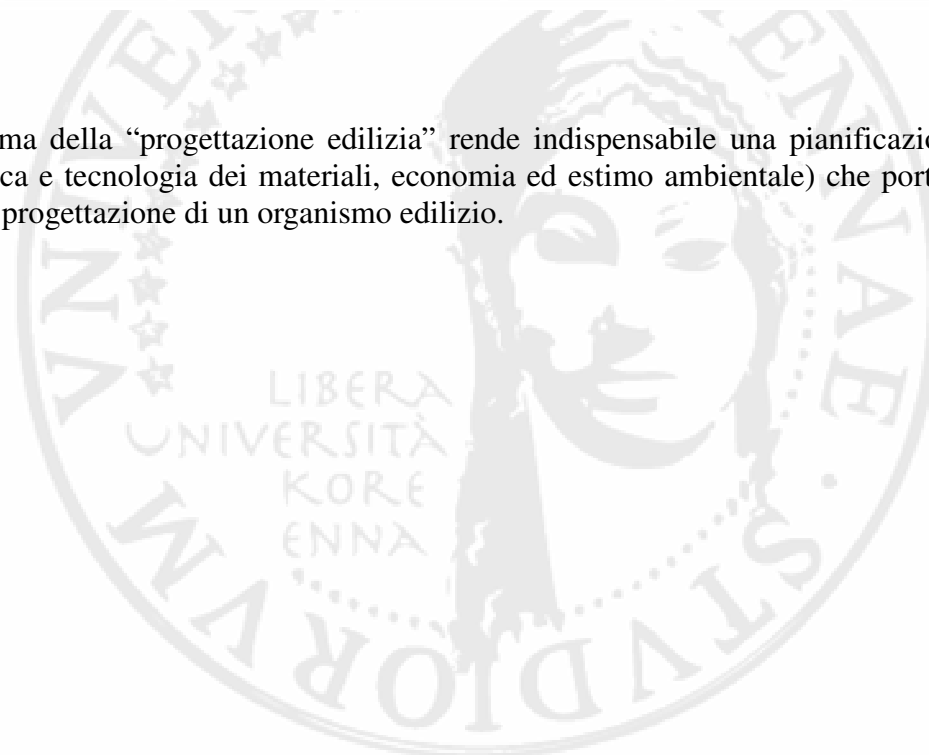 ma della “progettazione edilizia” rende indispensabile una pianificazio
ca e tecnologia dei materiali, economia ed estimo ambientale) che port
progettazione di un organismo edilizio.
LIBERA
UNIVERSITÀ
KORE
ENNA
STVDIORVM